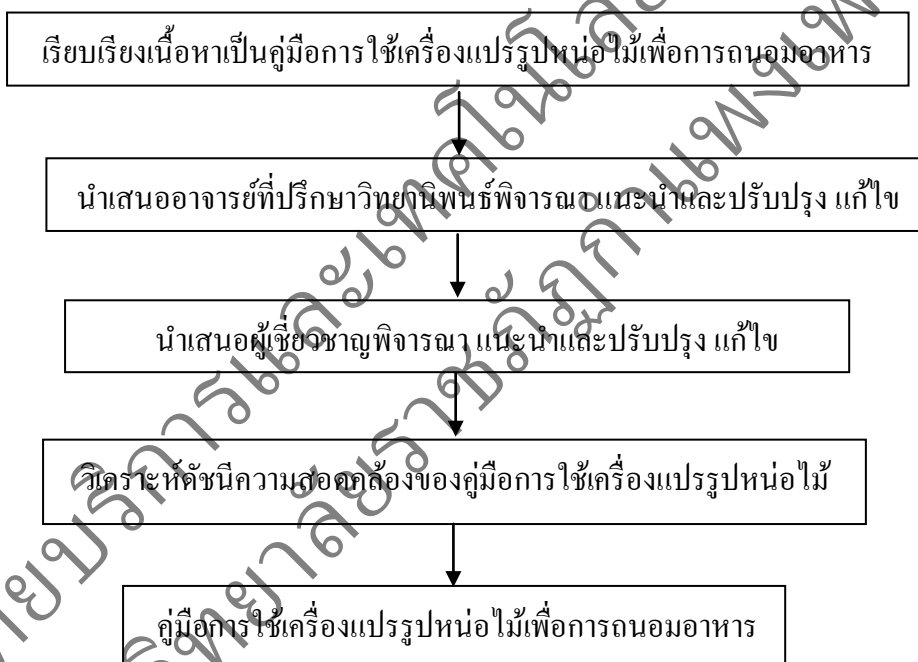 เรียบเรียงเนื้อหาเป็นคู่มือการใช้เครื่องแปรรูปหน่อไม้เพื่อการถนอมอาหาร
นำเสนออาจารย์ที่ปรึกษาวิทยานิพนธ์พิจารณา แนะนำและปรับปรุง แก้ไข
นำเสนอผู้เชี่ยวชาญพิจารณา แนะนำและปรับปรุง แก้ไข
วิเคราะห์ดัชนีความสอดคล้องของคู่มือการใช้เครื่องแปรรูปหน่อไม้
คู่มือการใช้เครื่องแปรรูปหน่อไม้เพื่อการถนอมอาหาร